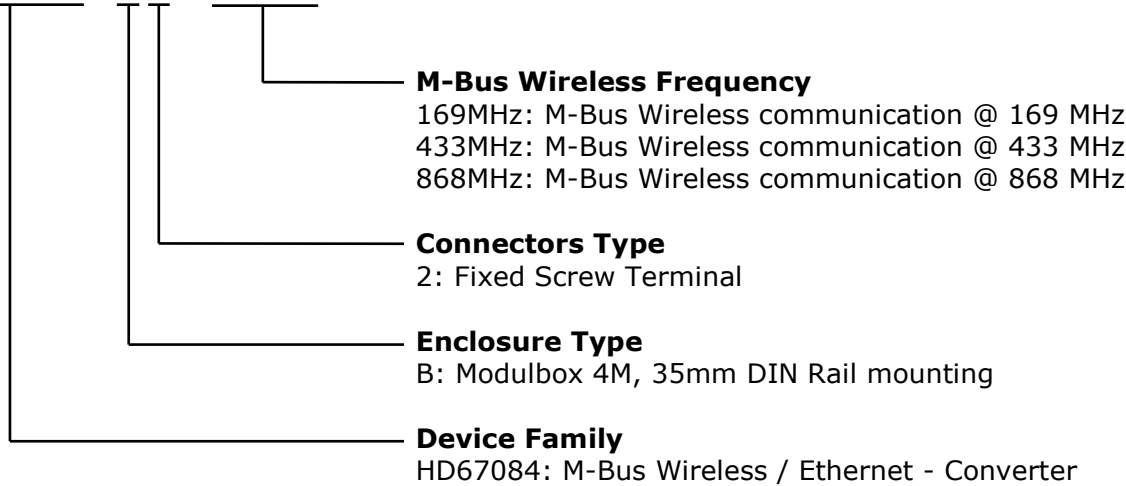 M-Bus Wireless Frequency
169MHz: M-Bus Wireless communication @ 169 MHz
433MHz: M-Bus Wireless communication @ 433 MHz
868MHz: M-Bus Wireless communication @ 868 MHz
Connectors Type
2: Fixed Screw Terminal
Enclosure Type
B: Modulbox 4M, 35mm DIN Rail mounting
Device Family
HD67084: M-Bus Wireless / Ethernet - Converter